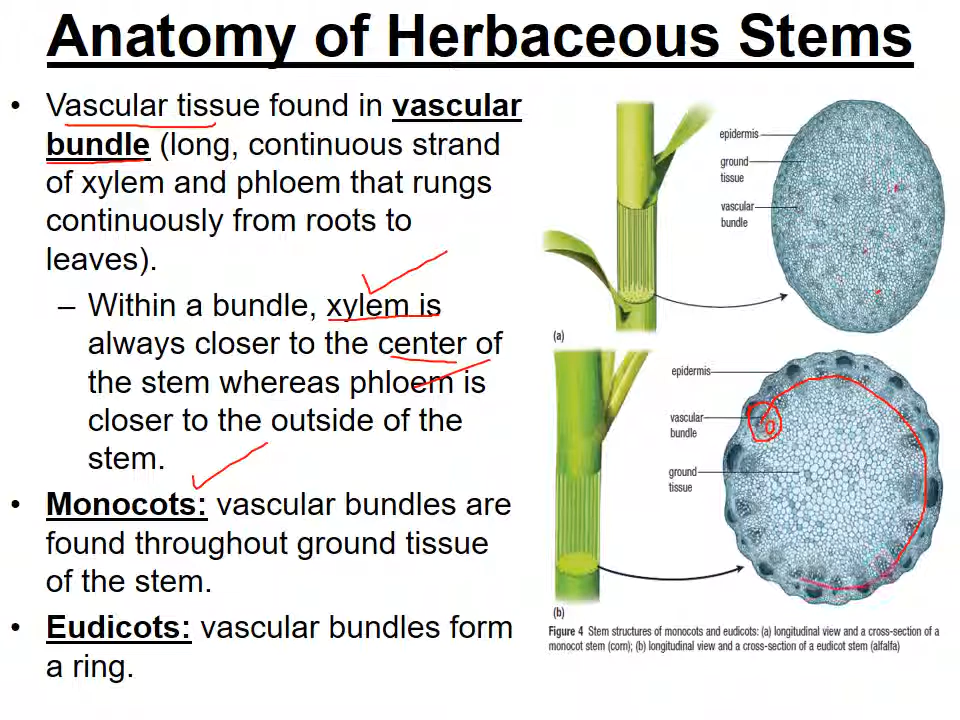 Anatomy of Herbaceous Stems
• Vascular tissue found in vascular
bundle (long, continuous strand
of xylem and phloem that rungs
continuously from roots to
leaves).
– Within a bundle, xylem is
always closer to the center of
the stem whereas phloem is
closer to the outside of the
stem.
• Monocots: vascular bundles are
found throughout ground tissue
of the stem.
• Eudicots: vascular bundles form
a ring.
epidermis
ground
tissue
vascular
bundle
(a)
epidermis
vascular
bundle
ground
tissue
(b)
Figure 4 Stem structures of monocots and eudicots: (a) longitudinal view and a cross-section of a
monocot stem (corn); (b) longitudinal view and a cross-section of a eudicot stem (alfalfa)